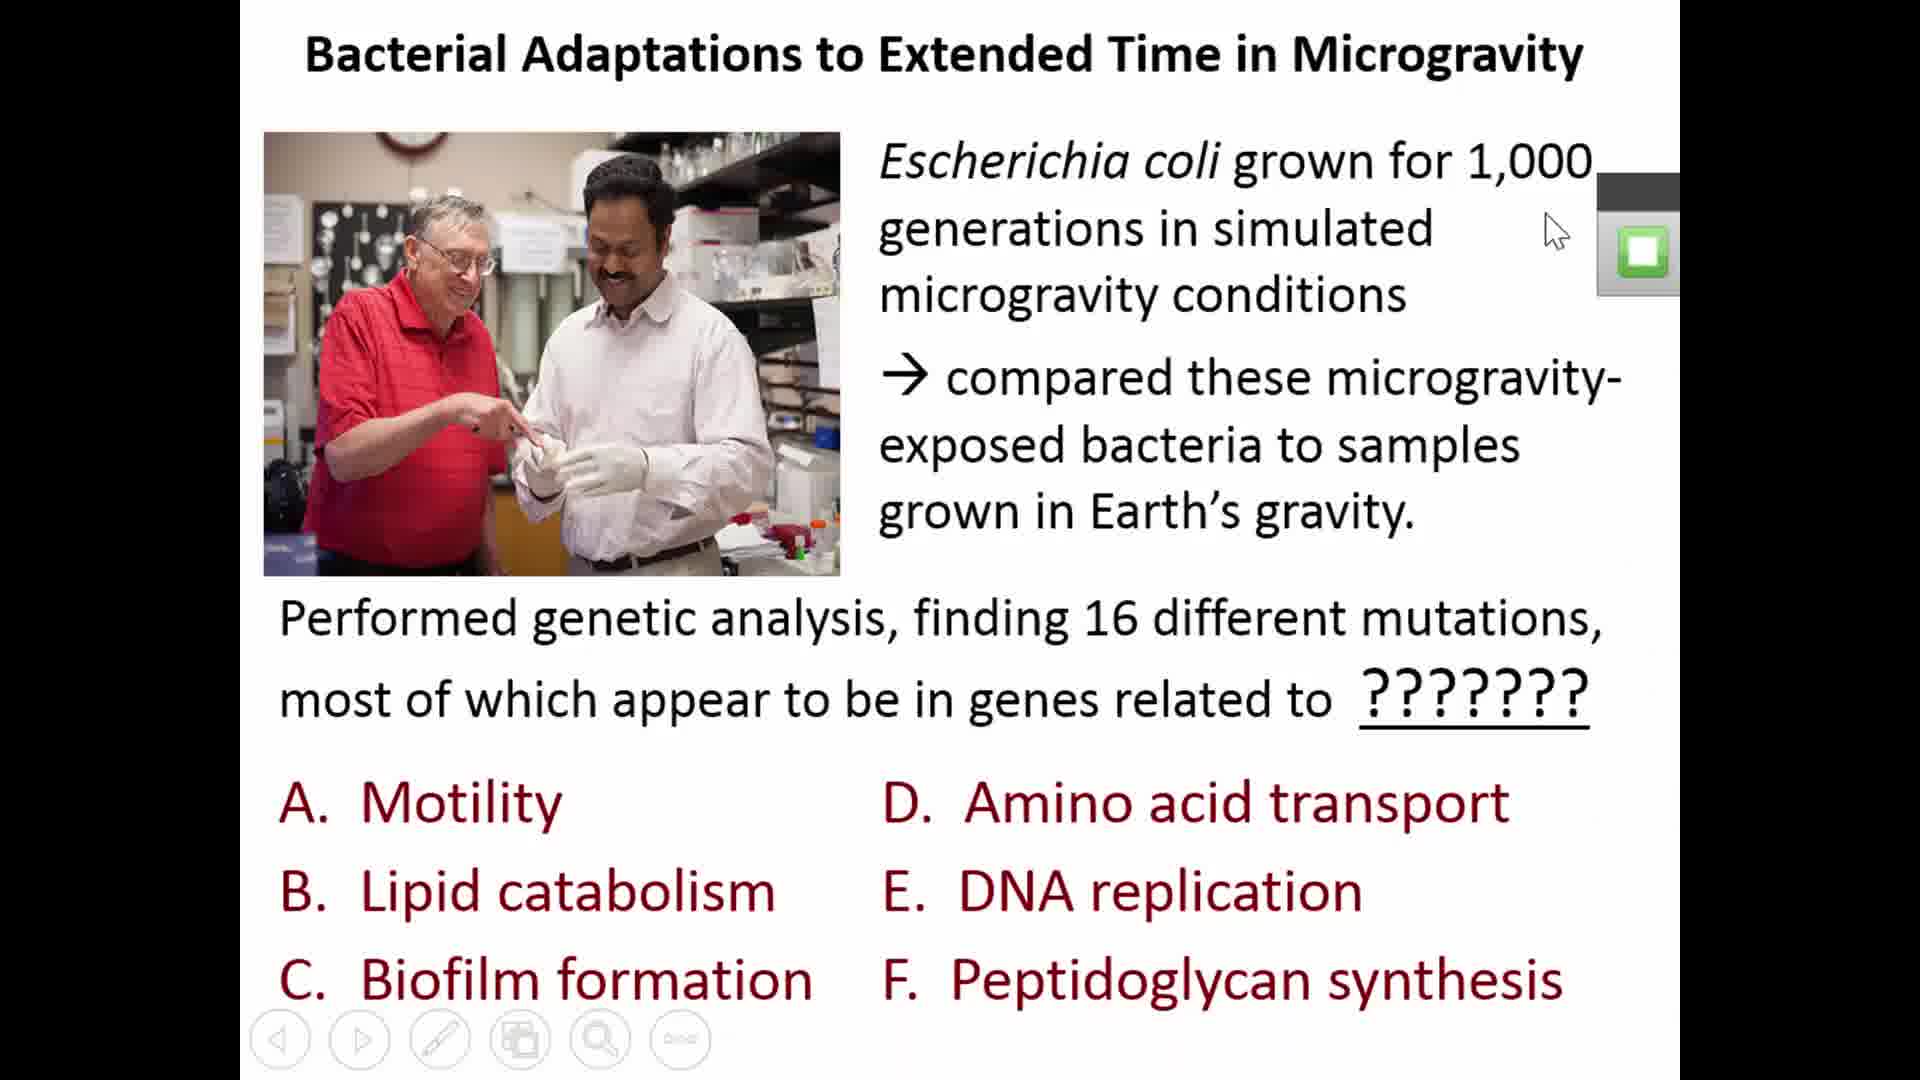 Bacterial Adaptations to Extended Time in Microgravity
Escherichia coli grown for 1,000
generations in simulated
microgravity conditions
→ compared these microgravity-
exposed bacteria to samples
grown in Earth’s gravity.
Performed genetic analysis, finding 16 different mutations,
most of which appear to be in genes related to ???????
A. Motility
B. Lipid catabolism
C. Biofilm formation
D. Amino acid transport
E. DNA replication
F. Peptidoglycan synthesis